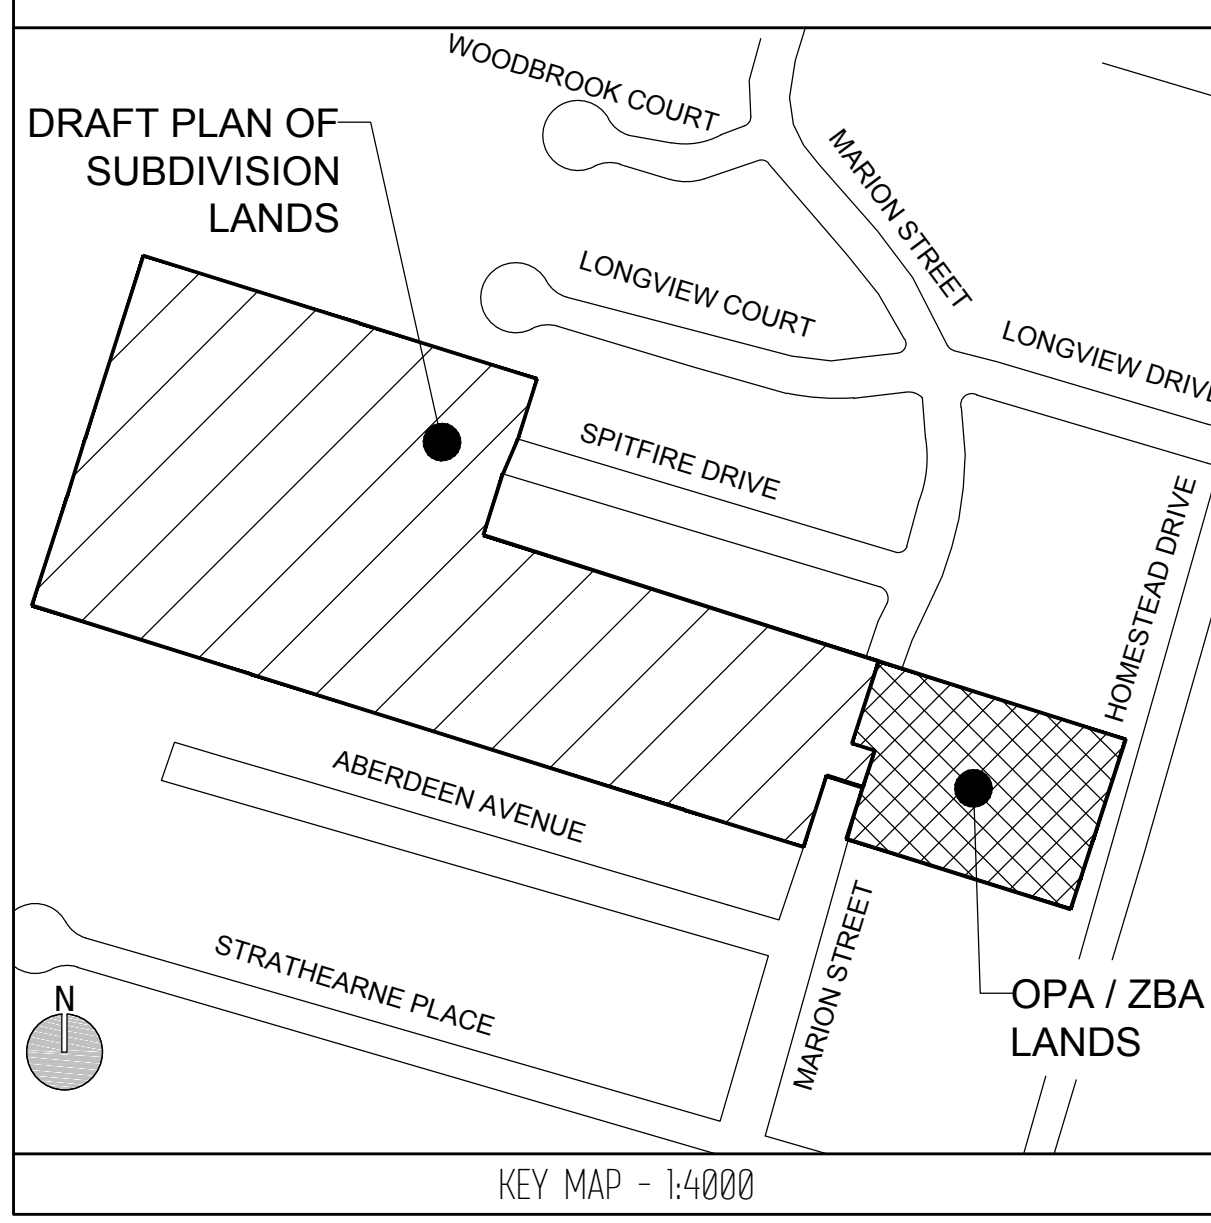 WOODBROOK COURT
DRAFT PLAN OF
SUBDIVISION
LANDS
MARION STREET
LONGVIEW COURT
LONGVIEW DRIVE
SPITFIRE DRIVE
HOMESTEAD DRIVE
ABERDEEN AVENUE
MARION STREET
STRATHEARNE PLACE
N
OPA / ZBA
LANDS
KEY MAP - 1:4000